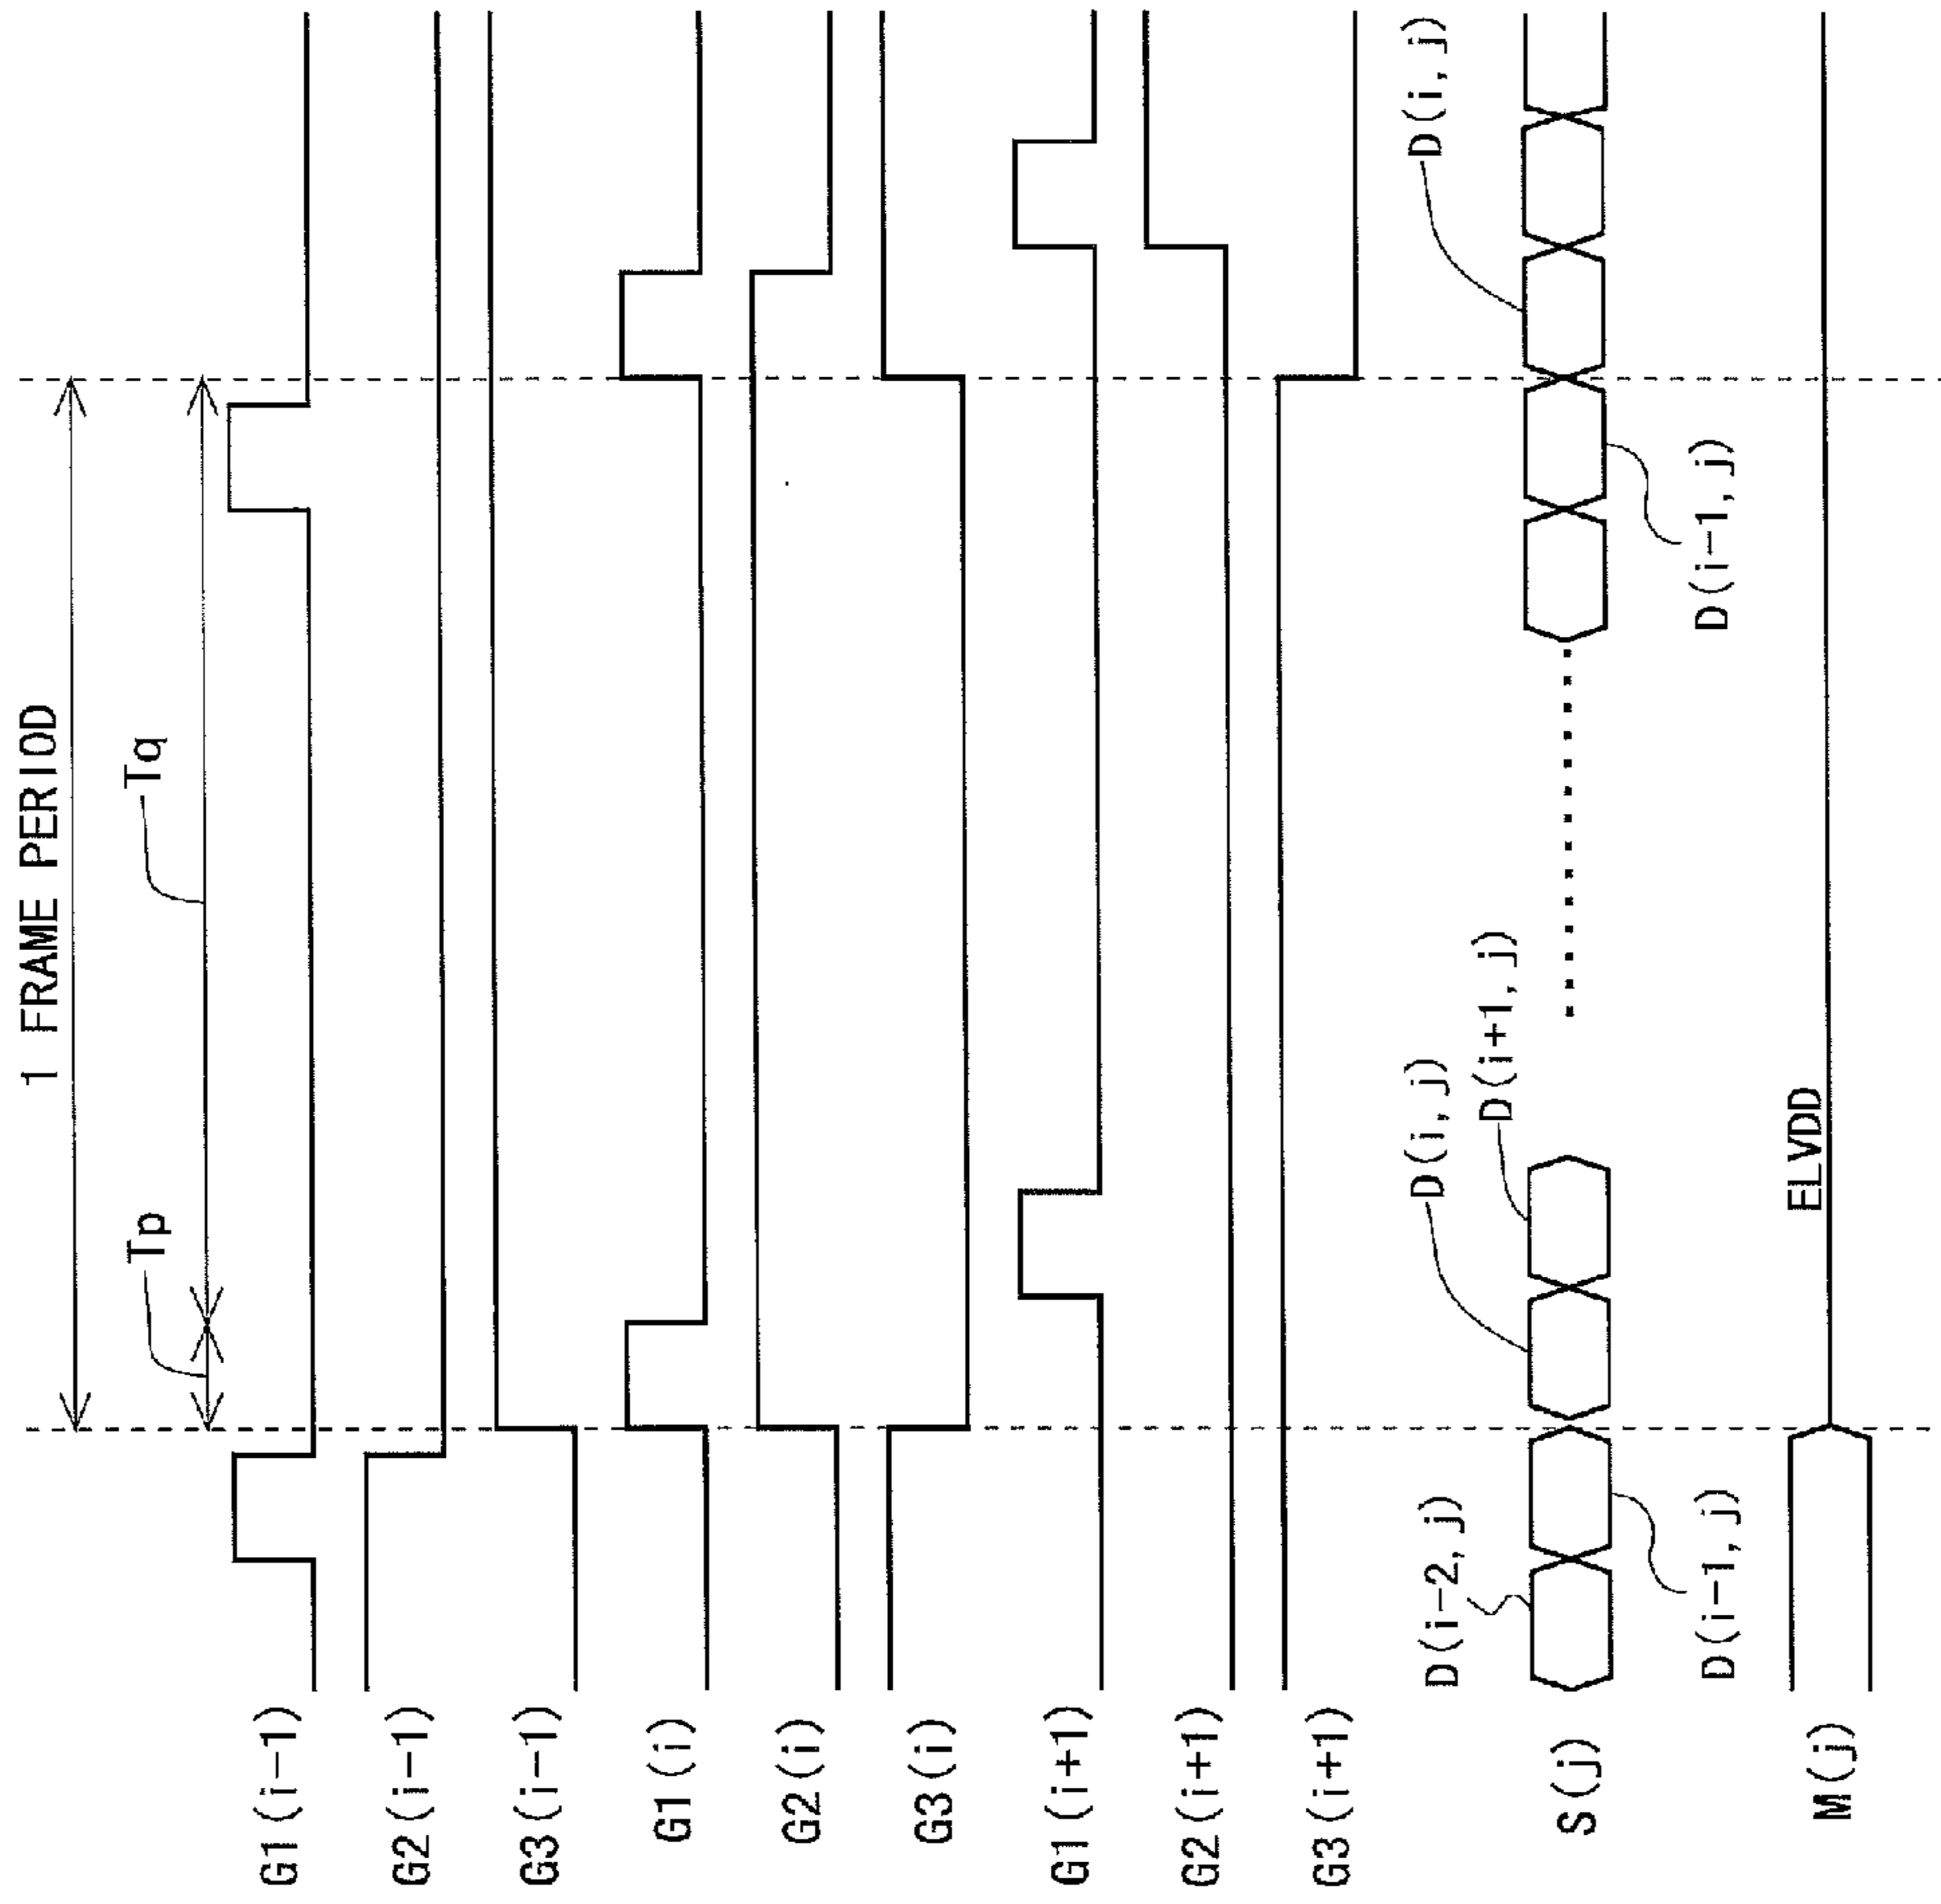 1 FRAME PERIOD
Tp
Tq
G1(i-1)
G2(i-1)
G3(i-1)
G1(i)
G2(i)
G3(i)
G1(i+1)
G2(i+1)
G3(i+1)
D(i-2,j)
D(i,j)
D(i+1,j)
D(i,j)
S(j)
D(i-1,j)
D(i-1,j)
ELVDD
M(j)